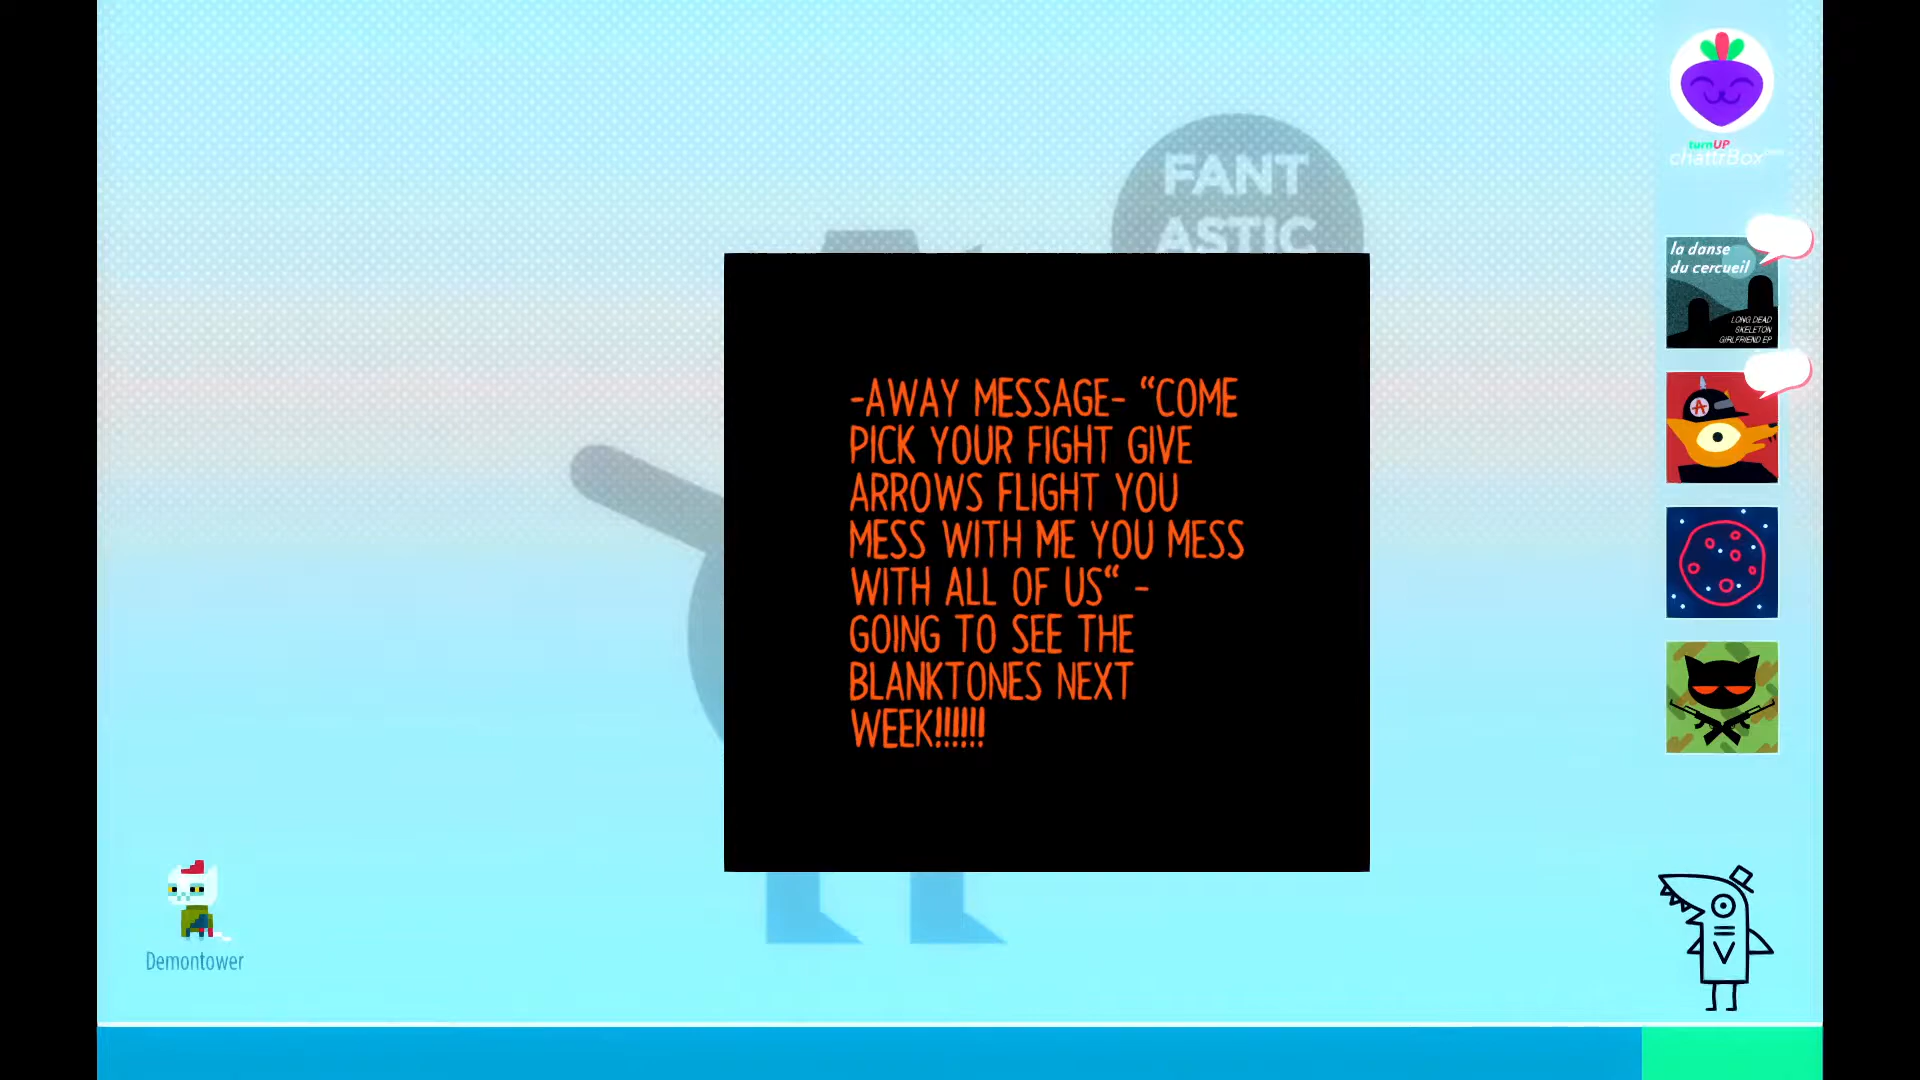 turnUP
chattrBox
FANT
ASTIC
la danse
du cercueil
LONG DEAD
SKELETON
GIRLFRIEND EP
A
-AWAY MESSAGE- “COME
PICK YOUR FIGHT GIVE
ARROWS FLIGHT YOU
MESS WITH ME YOU MESS
WITH ALL OF US“ -
GOING TO SEE THE
BLANKTONES NEXT
WEEK!!!!!!
Demontower